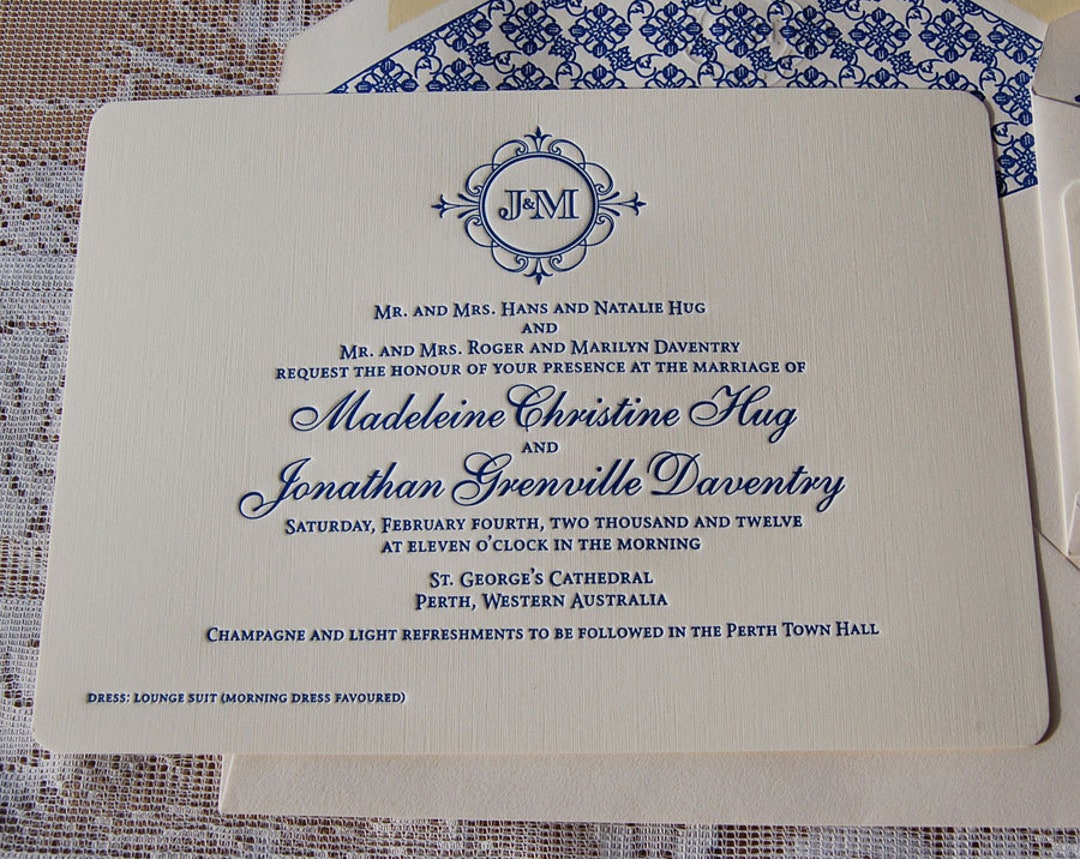 J&M
Mr. and Mrs. Hans and Natalie Hug
and
Mr. and Mrs. Roger and Marilyn Daventry
request the honour of your presence at the marriage of
Madeleine Christine Hug
and
Jonathan Grenville Daventry
Saturday, February fourth, two thousand and twelve
at eleven o'clock in the morning
St. George's Cathedral
Perth, Western Australia
Champagne and light refreshments to be followed in the Perth Town Hall
dress: lounge suit (morning dress favoured)